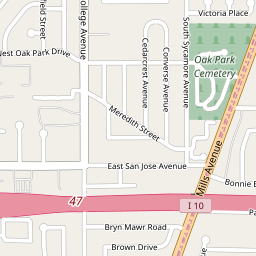 Victoria Place
field Street
College Avenue
West Oak Park Drive
Cedarcrest Avenue
Converse Avenue
South Sycamore Avenue
Oak Park
Cemetery
Meredith Street
East San Jose Avenue
Mills Avenue
Bonnie B
47
I 10
Bryn Mawr Road
Brown Drive